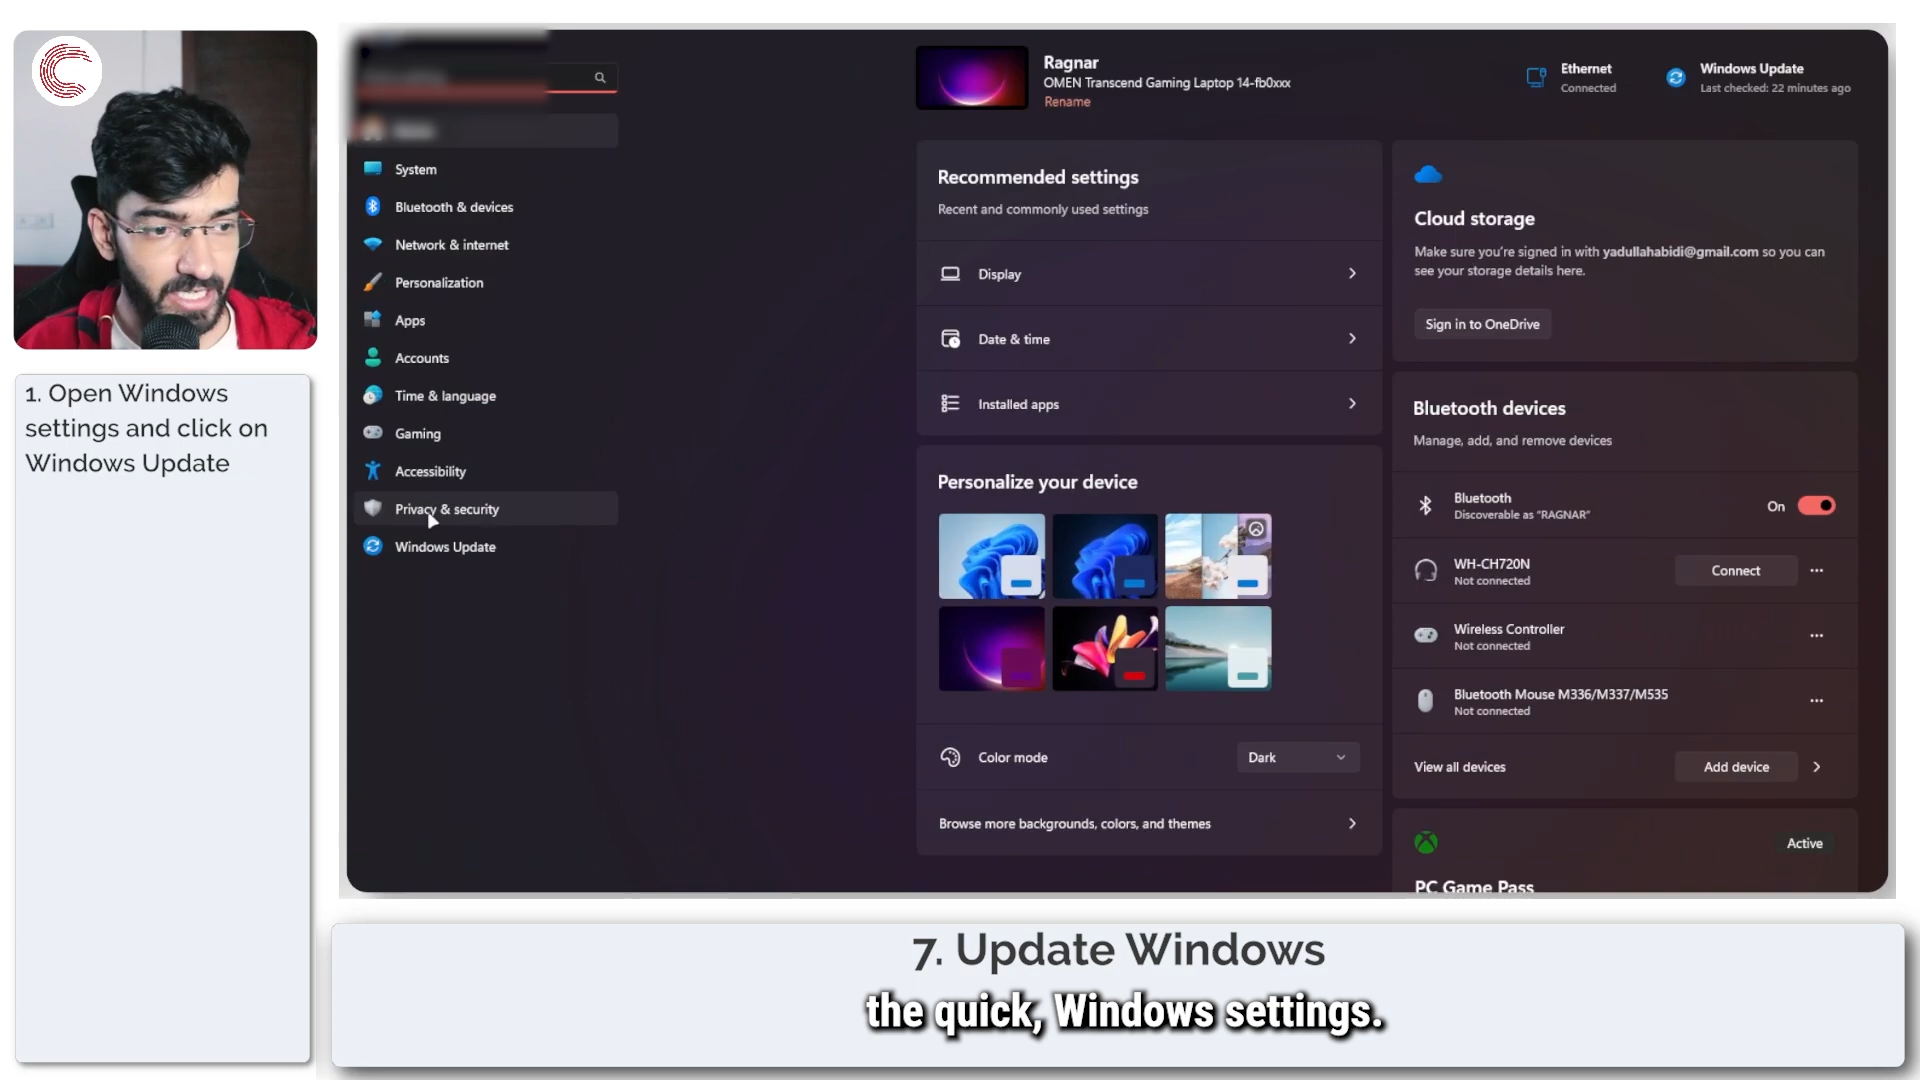 1. Open Windows
settings and click on
Windows Update
System
Bluetooth & devices
Network & internet
Personalization
Apps
Accounts
Time & language
Gaming
Accessibility
Privacy & security
Windows Update
Ragnar
OMEN Transcend Gaming Laptop 14-fb0xxx
Rename
Ethernet
Connected
Windows Update
Last checked: 22 minutes ago
Recommended settings
Recent and commonly used settings
Display
Date & time
Installed apps
Personalize your device
Color mode
Dark
Browse more backgrounds, colors, and themes
Cloud storage
Make sure you're signed in with yadullahabidi@gmail.com so you can
see your storage details here.
Sign in to OneDrive
Bluetooth devices
Manage, add, and remove devices
Bluetooth
Discoverable as "RAGNAR"
On
WH-CH720N
Not connected
Connect
Wireless Controller
Not connected
Bluetooth Mouse M336/M337/M535
Not connected
View all devices
Add device
Active
PC Game Pass
7. Update Windows
the quick, Windows settings.